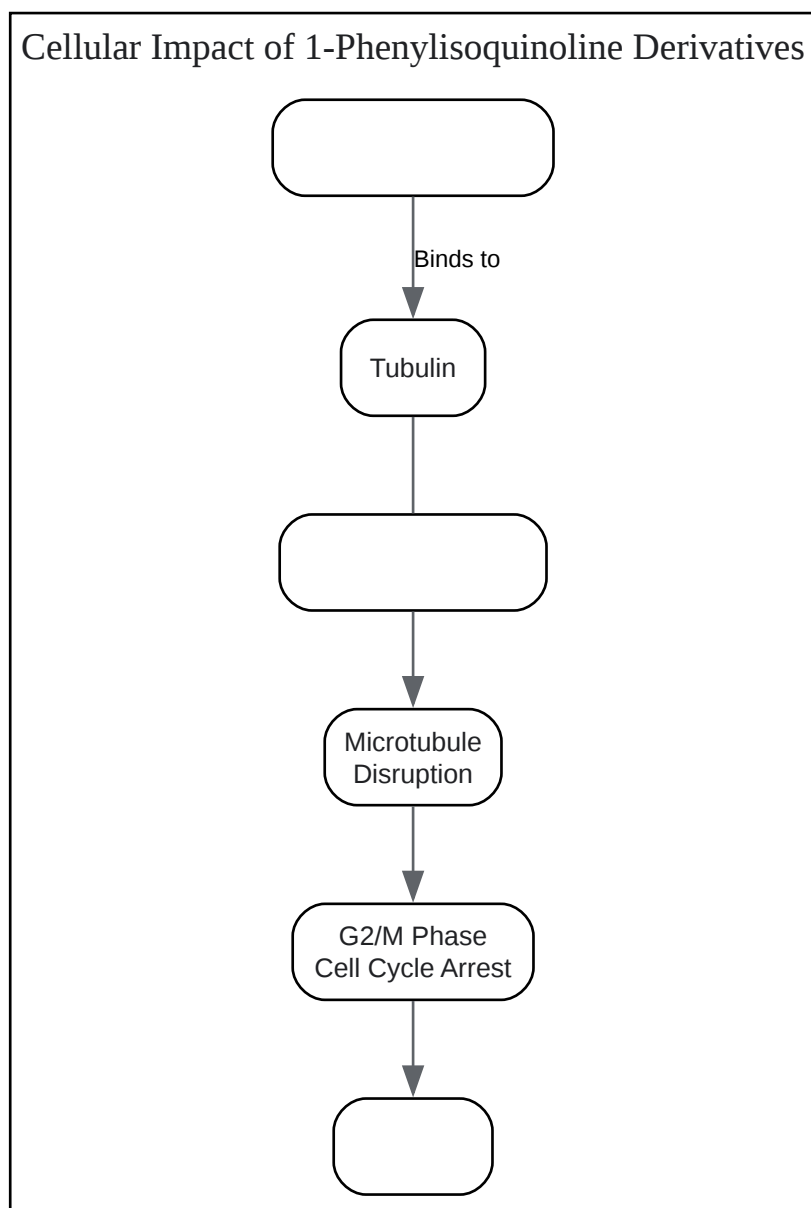 Cellular Impact of 1-Phenylisoquinoline Derivatives
Binds to
Tubulin
Microtubule
Disruption
G2/M Phase
Cell Cycle Arrest